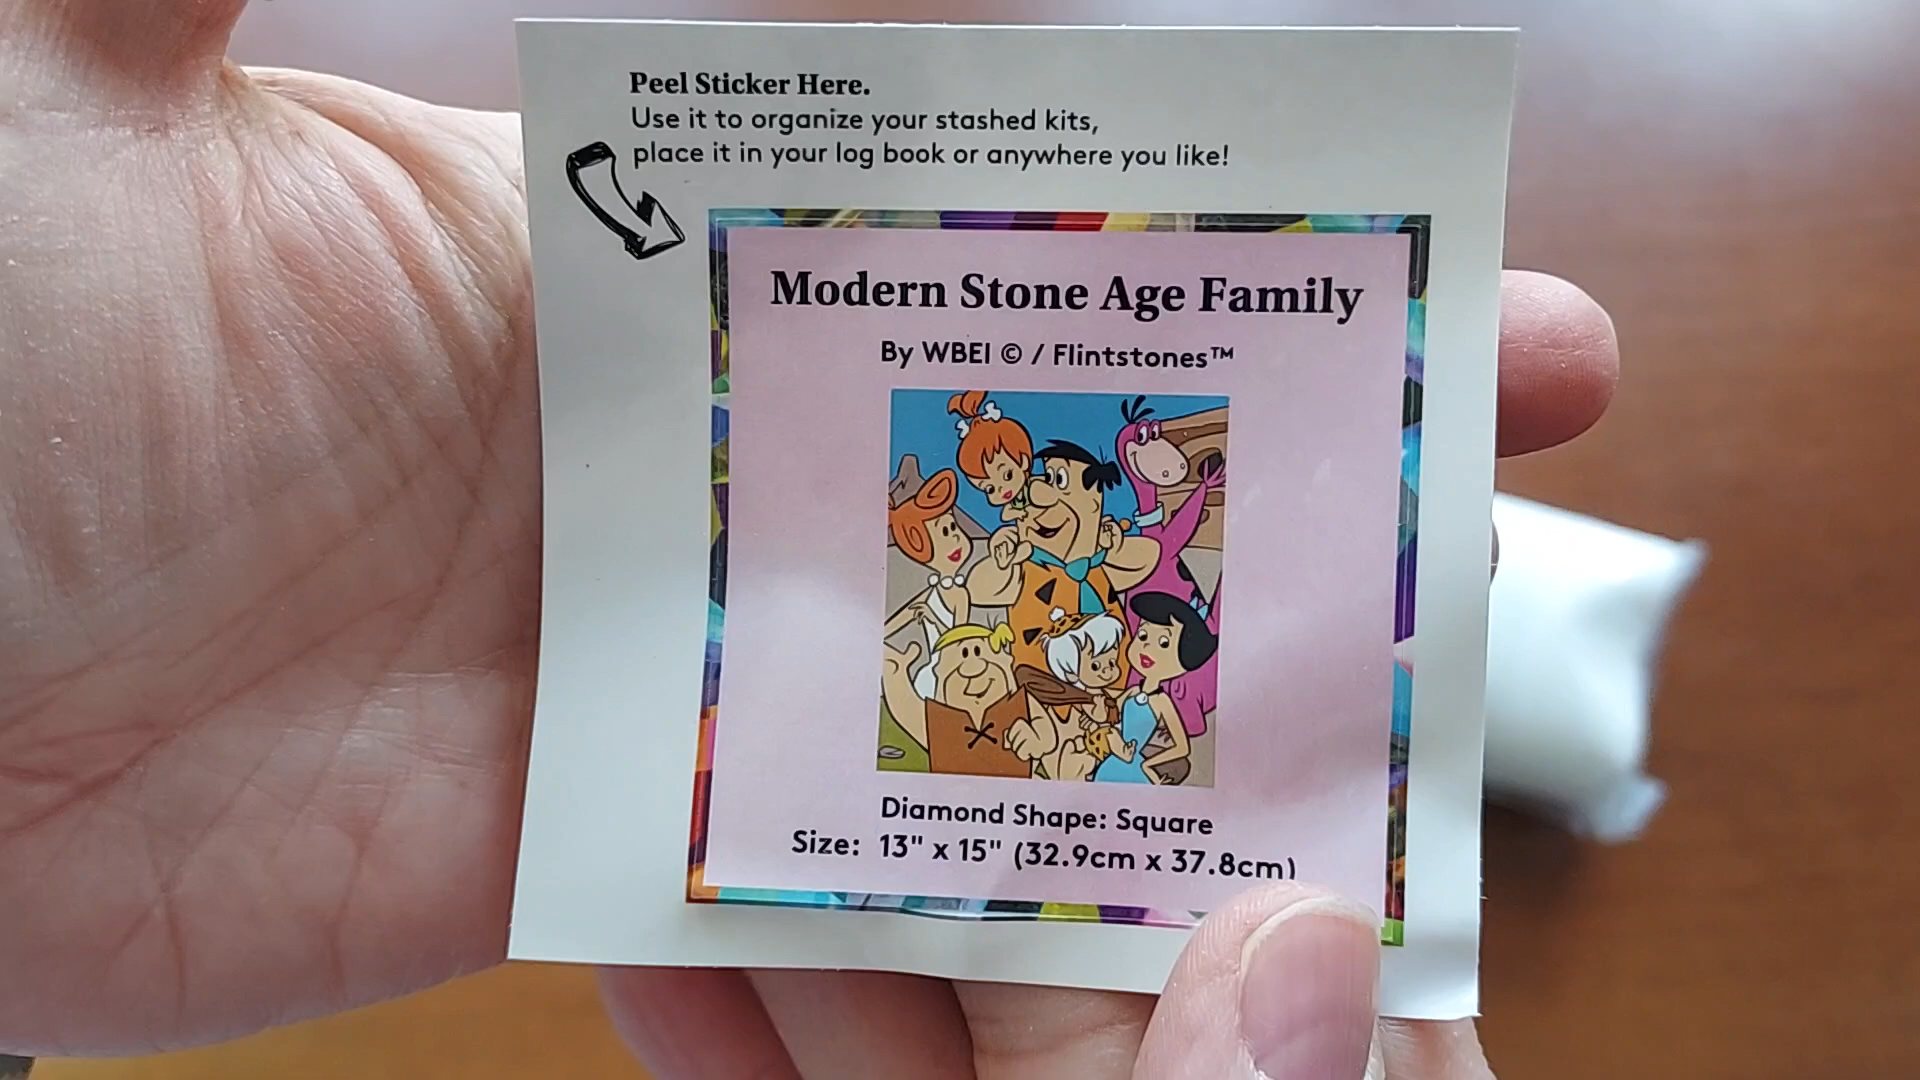 Peel Sticker Here.
Use it to organize your stashed kits,
place it in your log book or anywhere you like!
Modern Stone Age Family
By WBEI © / Flintstones™
Diamond Shape: Square
Size: 13" x 15" (32.9cm x 37.8cm)